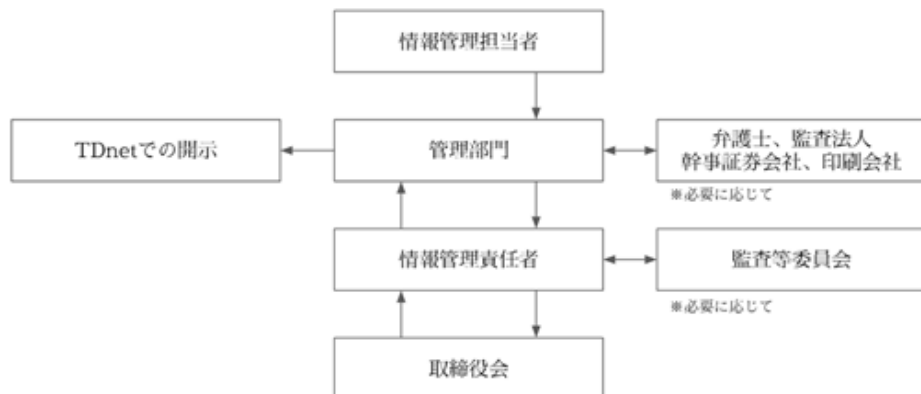 情報管理担当者
TDnetでの開示
管理部門
弁護士、監査法人
幹事証券会社、印刷会社
※必要に応じて
情報管理責任者
監査等委員会
※必要に応じて
取締役会